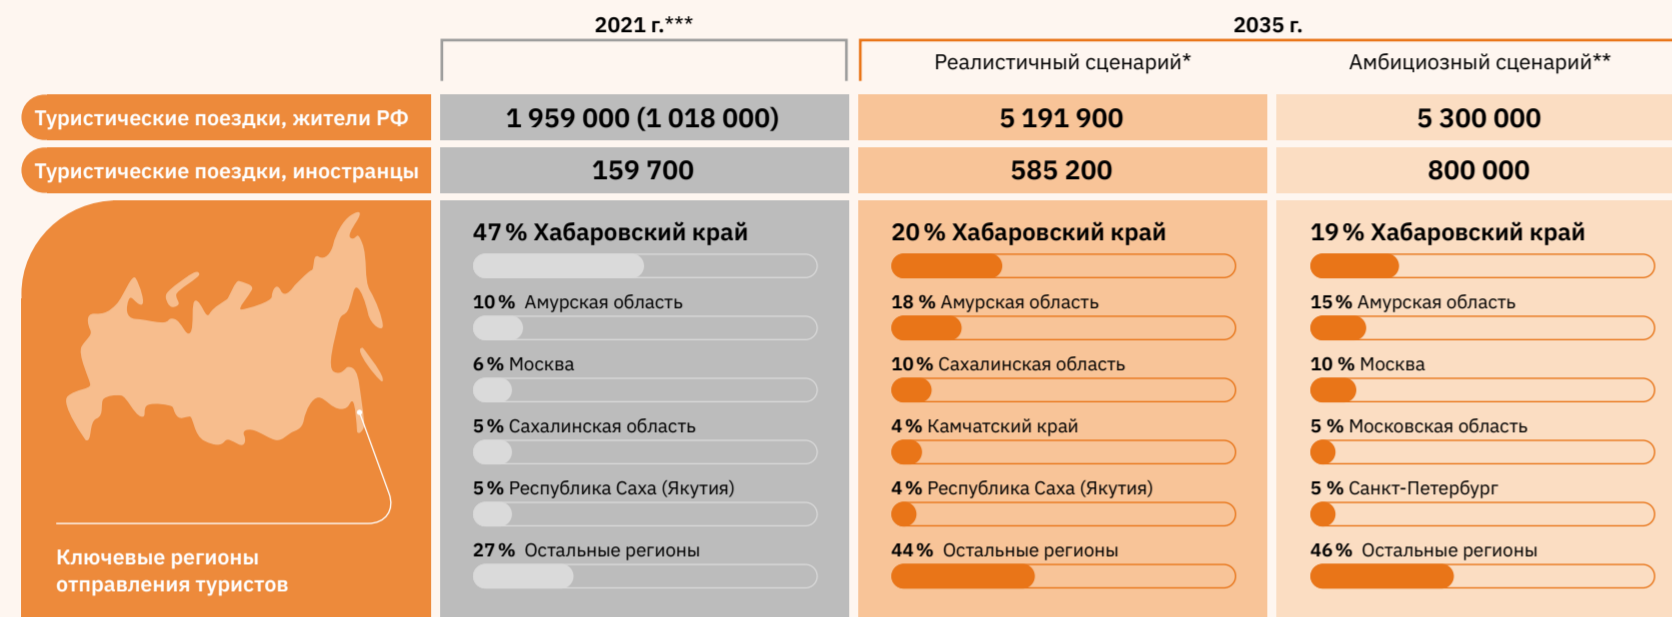 2021 г.***
2035 г.
Реалистичный сценарий*
Амбициозный сценарий**
Туристические поездки, жители РФ
1 959 000 (1 018 000)
5 191 900
5 300 000
Туристические поездки, иностранцы
159 700
585 200
800 000
Ключевые регионы
отправления туристов
47 % Хабаровский край
10 % Амурская область
6 % Москва
5 % Сахалинская область
5 % Республика Саха (Якутия)
27 % Остальные регионы
20 % Хабаровский край
18 % Амурская область
10 % Сахалинская область
4 % Камчатский край
4 % Республика Саха (Якутия)
44 % Остальные регионы
19 % Хабаровский край
15 % Амурская область
10 % Москва
5 % Московская область
5 % Санкт-Петербург
46 % Остальные регионы